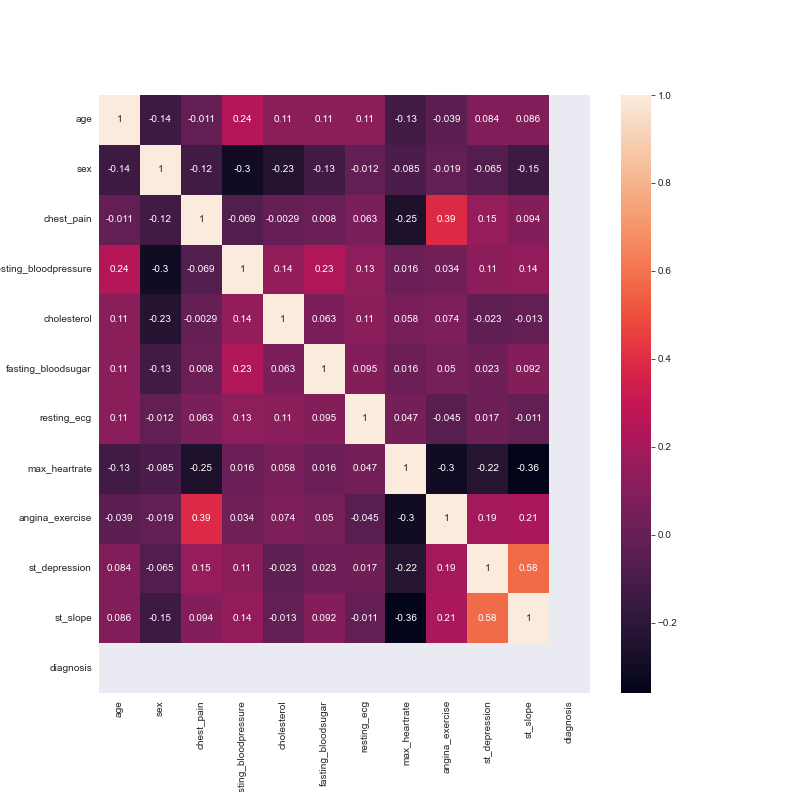 age 1 -0.14 -0.011 0.24 0.11 0.11 0.11 -0.13 -0.039 0.084 0.086
sex -0.14 1 -0.12 -0.3 -0.23 -0.13 -0.012 -0.085 -0.019 -0.065 -0.15
chest_pain -0.011 -0.12 1 -0.069 -0.0029 0.008 0.063 -0.25 0.39 0.15 0.094
esting_bloodpressure 0.24 -0.3 -0.069 1 0.14 0.23 0.13 0.016 0.034 0.11 0.14
cholesterol 0.11 -0.23 -0.0029 0.14 1 0.063 0.11 0.058 0.074 -0.023 -0.013
fasting_bloodsugar 0.11 -0.13 0.008 0.23 0.063 1 0.095 0.016 0.05 0.023 0.092
resting_ecg 0.11 -0.012 0.063 0.13 0.11 0.095 1 0.047 -0.045 0.017 -0.011
max_heartrate -0.13 -0.085 -0.25 0.016 0.058 0.016 0.047 1 -0.3 -0.22 -0.36
angina_exercise -0.039 -0.019 0.39 0.034 0.074 0.05 -0.045 -0.3 1 0.19 0.21
st_depression 0.084 -0.065 0.15 0.11 -0.023 0.023 0.017 -0.22 0.19 1 0.58
st_slope 0.086 -0.15 0.094 0.14 -0.013 0.092 -0.011 -0.36 0.21 0.58 1
diagnosis
age
sex
chest_pain
sting_bloodpressure
cholesterol
fasting_bloodsugar
resting_ecg
max_heartrate
angina_exercise
st_depression
st_slope
diagnosis
1.0
0.8
0.6
0.4
0.2
0.0
−0.2